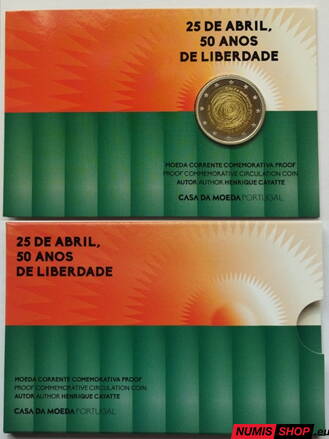 25 DE ABRIL,
50 ANOS
DE LIBERDADE
MOEDA CORRENTE COMEMORATIVA PROOF
PROOF COMMEMORATIVE CIRCULATION COIN
AUTOR AUTHOR HENRIQUE CAYATTE
CASA DA MOEDA PORTUGAL
25 DE ABRIL,
50 ANOS
DE LIBERDADE
MOEDA CORRENTE COMEMORATIVA PROOF
PROOF COMMEMORATIVE CIRCULATION COIN
AUTOR AUTHOR HENRIQUE CAYATTE
CASA DA MOEDA PORTUGAL
NUMISSHOP.eu